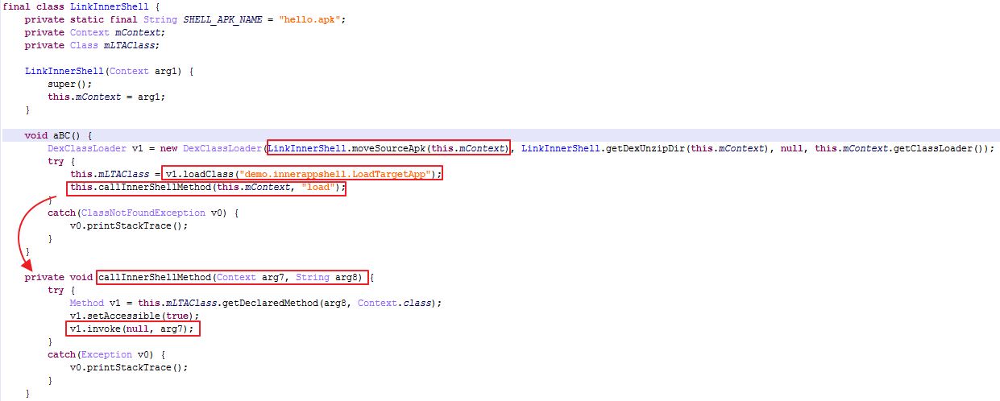 final class LinkInnerShell {
    private static final String SHELL_APK_NAME = "hello.apk";
    private Context mContext;
    private Class mLTAClass;

    LinkInnerShell(Context arg1) {
        super();
        this.mContext = arg1;
    }

    void aBC() {
        DexClassLoader v1 = new DexClassLoader(LinkInnerShell.moveSourceApk(this.mContext), LinkInnerShell.getDexUnzipDir(this.mContext), null, this.mContext.getClassLoader());
        try {
            this.mLTAClass = v1.loadClass("demo.innerappshell.LoadTargetApp");
            this.callInnerShellMethod(this.mContext, "load");
        }
        catch(ClassNotFoundException v0) {
            v0.printStackTrace();
        }
    }

    private void callInnerShellMethod(Context arg7, String arg8) {
        try {
            Method v1 = this.mLTAClass.getDeclaredMethod(arg8, Context.class);
            v1.setAccessible(true);
            v1.invoke(null, arg7);
        }
        catch(Exception v0) {
            v0.printStackTrace();
        }
    }